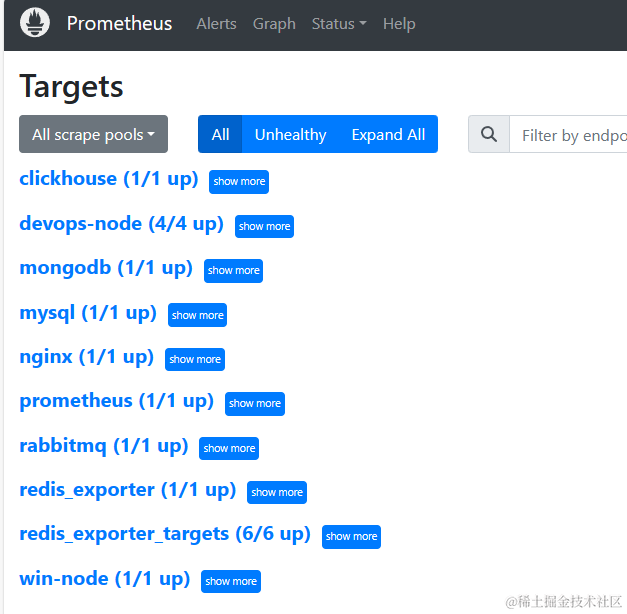 Prometheus Alerts Graph Status Help
Targets
All scrape pools All Unhealthy Expand All Filter by endpo
clickhouse (1/1 up) show more
devops-node (4/4 up) show more
mongodb (1/1 up) show more
mysql (1/1 up) show more
nginx (1/1 up) show more
prometheus (1/1 up) show more
rabbitmq (1/1 up) show more
redis_exporter (1/1 up) show more
redis_exporter_targets (6/6 up) show more
win-node (1/1 up) show more
@稀土掘金技术社区